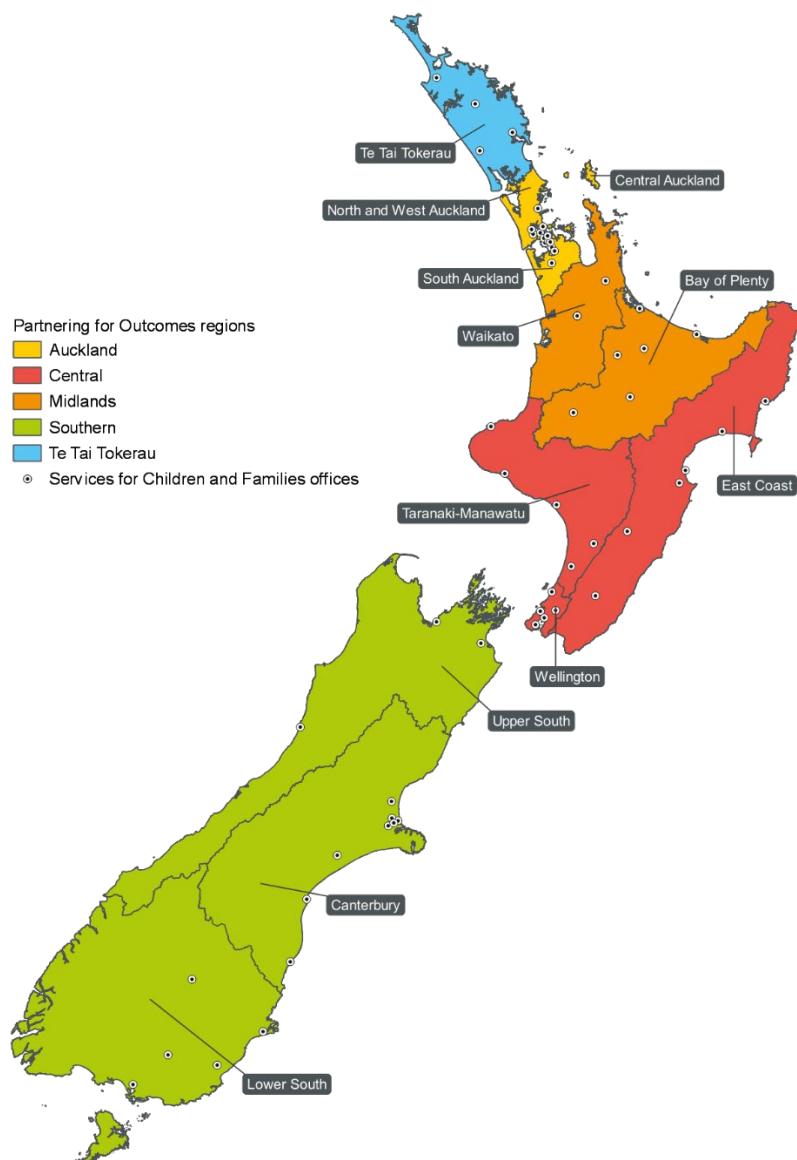 Te Tai Tokerau
Central Auckland
North and West Auckland
South Auckland
Bay of Plenty
Waikato
Partnering for Outcomes regions
Auckland
Central
Midlands
Southern
Te Tai Tokerau
Services for Children and Families offices
East Coast
Taranaki-Manawatu
Wellington
Upper South
Canterbury
Lower South